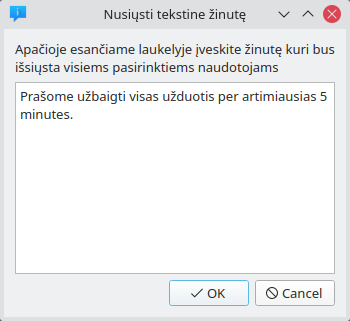 Nusiųsti tekstine žinutę
Apačioje esančiame laukelyje įveskite žinutę kuri bus
išsiųsta visiems pasirinktiems naudotojams
Prašome užbaigti visas užduotis per artimiausias 5
minutes.
OK
Cancel